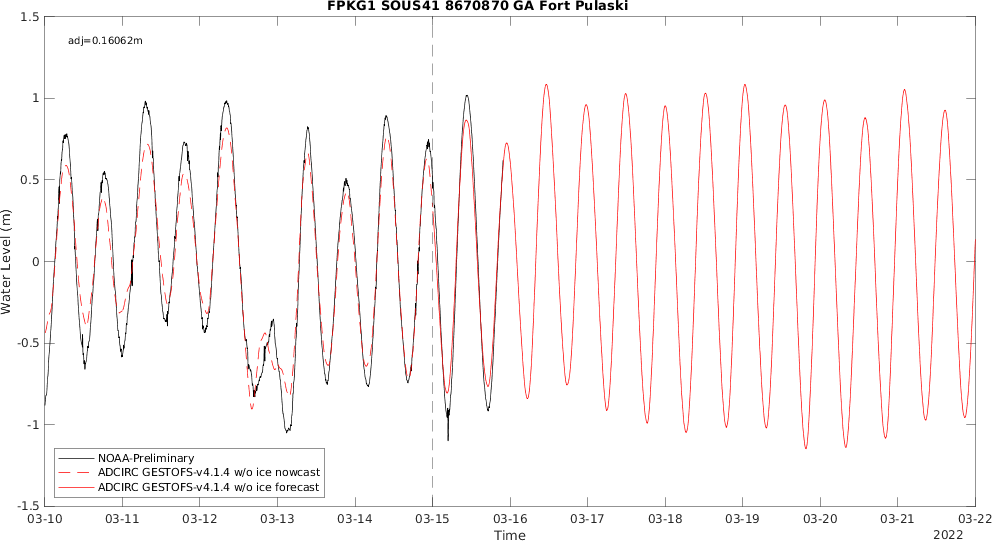 FPKG1 SOUS41 8670870 GA Fort Pulaski
adj=0.16062m
1.5
1
0.5
0
-0.5
-1
-1.5
Water Level (m)
NOAA-Preliminary
ADCIRC GESTOFS-v4.1.4 w/o ice nowcast
ADCIRC GESTOFS-v4.1.4 w/o ice forecast
03-10 03-11 03-12 03-13 03-14 03-15 03-16 03-17 03-18 03-19 03-20 03-21 03-22
Time
2022